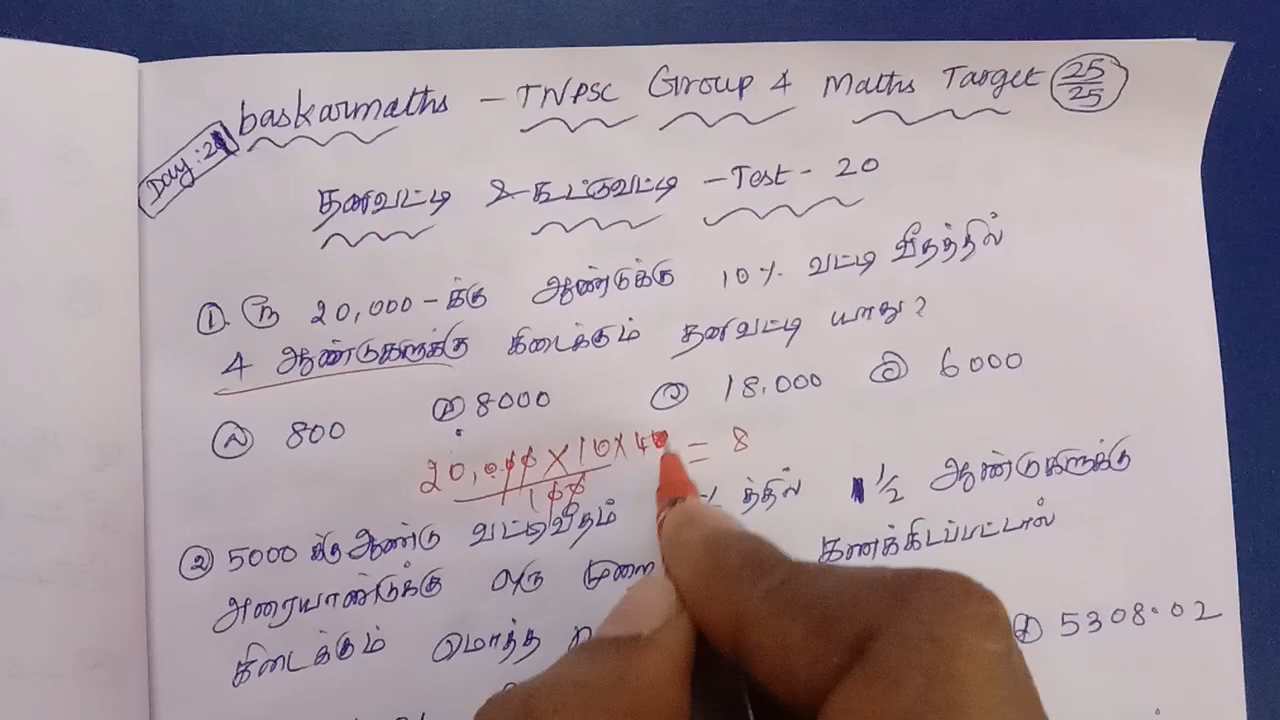 Day: 21
baskarmaths - TNPSC Group 4 Maths Target 25/25
தனிவட்டி & கூட்டுவட்டி - Test - 20
① ரூ 20,000 - க்கு ஆண்டுக்கு 10% வட்டி வீதத்தில்
4 ஆண்டுகளுக்கு கிடைக்கும் தனிவட்டி யாது?
Ⓐ 800 Ⓑ 8000 Ⓒ 18,000 Ⓓ 6000
20,000 × 10 × 4 = 8
100
② 5000 க்கு ஆண்டு வட்டிவீதம் % த்தில் 1 1/2 ஆண்டுகளுக்கு
அரையாண்டுக்கு ஒரு முறை கணக்கிடப்பட்டால்
கிடைக்கும் மொத்த 5308.02